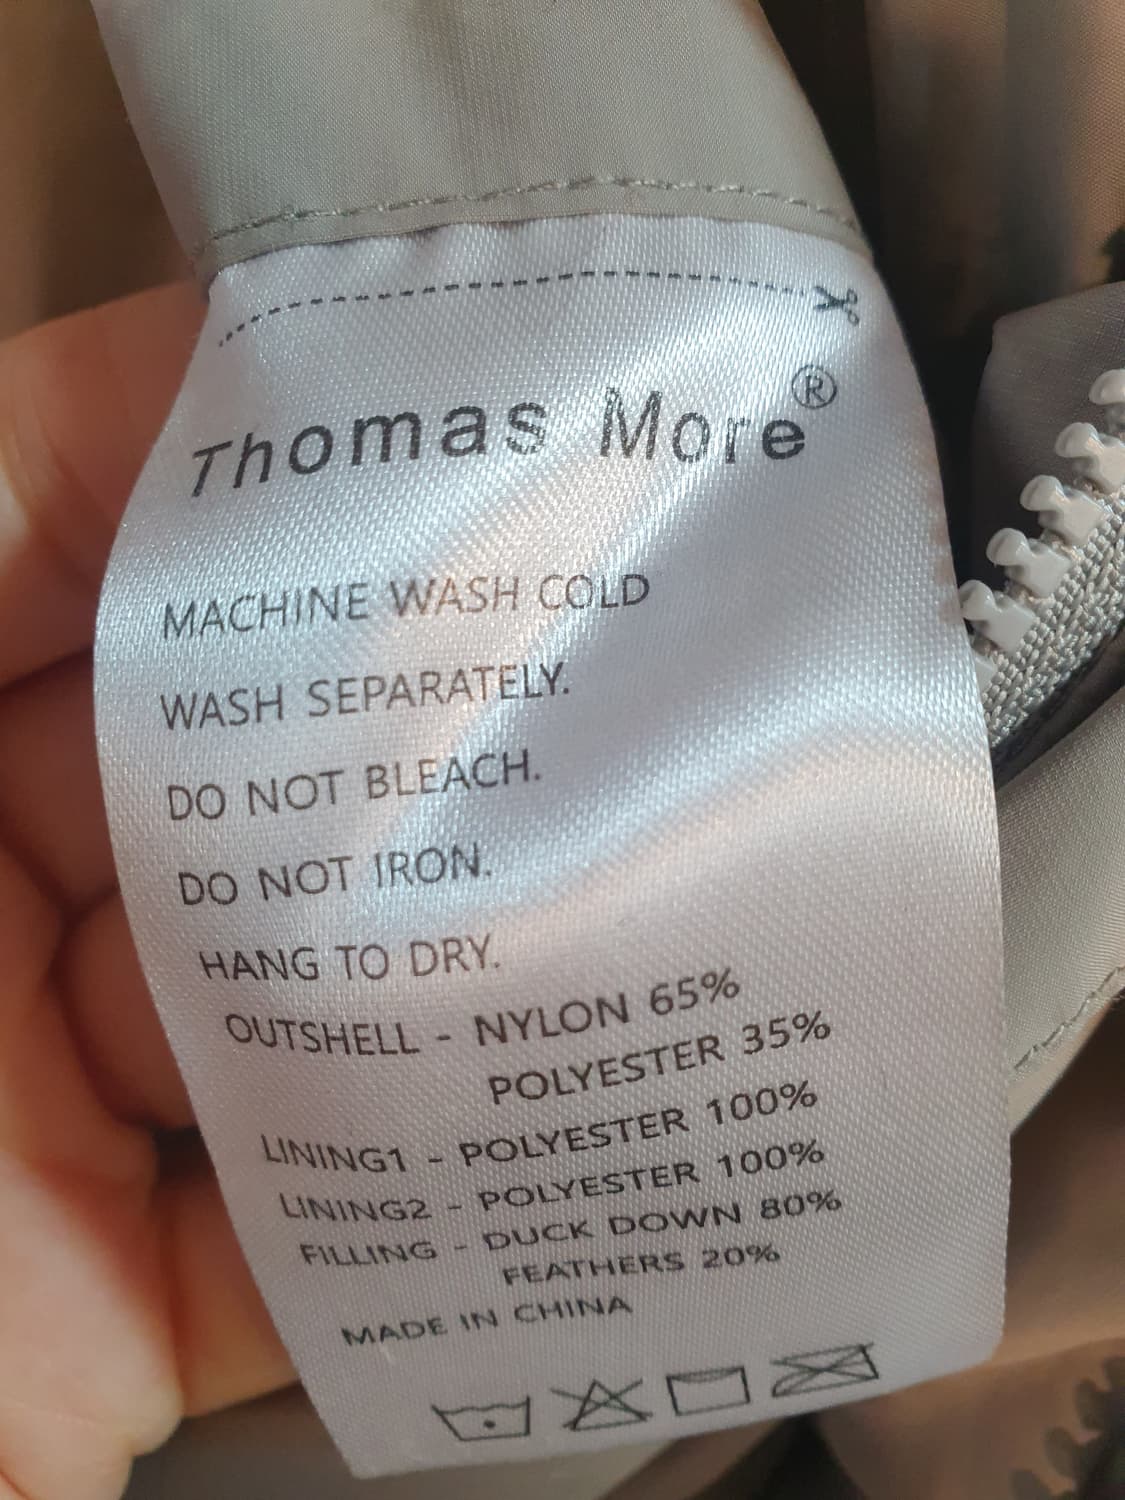 Thomas More®
MACHINE WASH COLD
WASH SEPARATELY.
DO NOT BLEACH.
DO NOT IRON.
HANG TO DRY.
OUTSHELL - NYLON 65%
POLYESTER 35%
LINING1 - POLYESTER 100%
LINING2 - POLYESTER 100%
FILLING - DUCK DOWN 80%
FEATHERS 20%
MADE IN CHINA